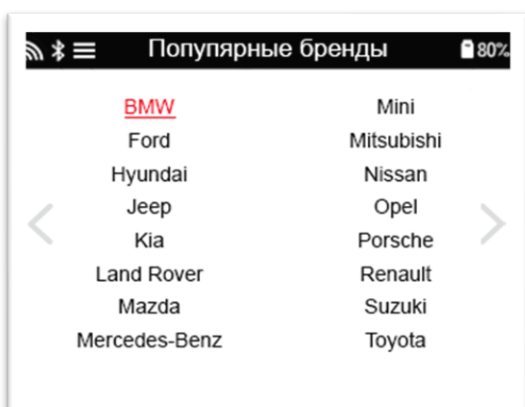 Популярные бренды 80%
BMW
Ford
Hyundai
Jeep
Kia
Land Rover
Mazda
Mercedes-Benz
Mini
Mitsubishi
Nissan
Opel
Porsche
Renault
Suzuki
Toyota